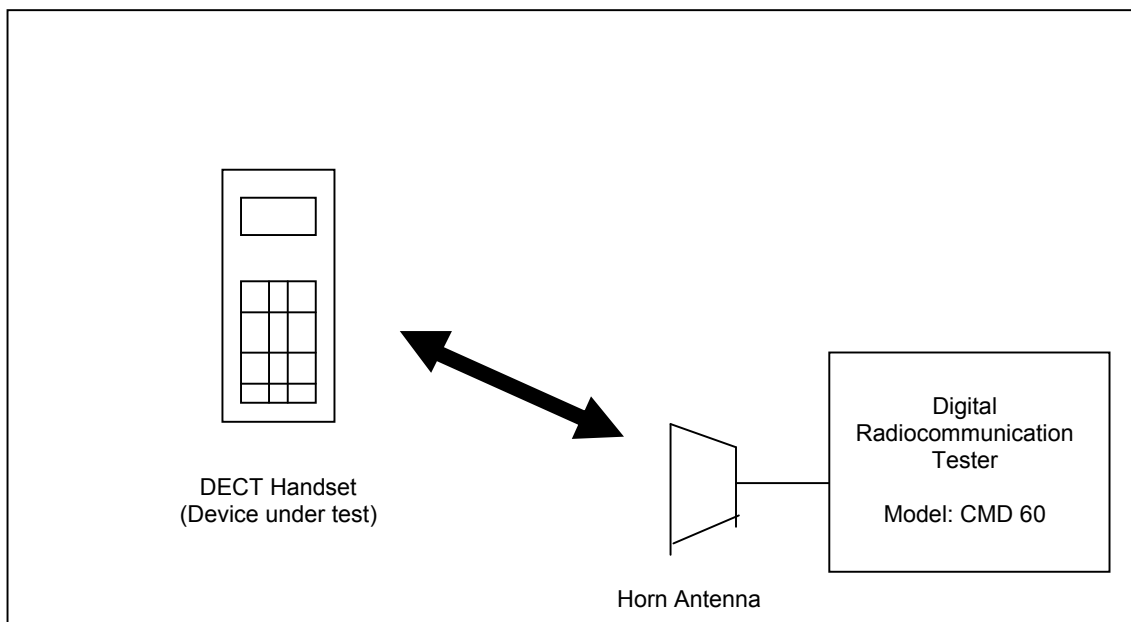 DECT Handset
(Device under test)
Horn Antenna
Digital
Radiocommunication
Tester
Model: CMD 60